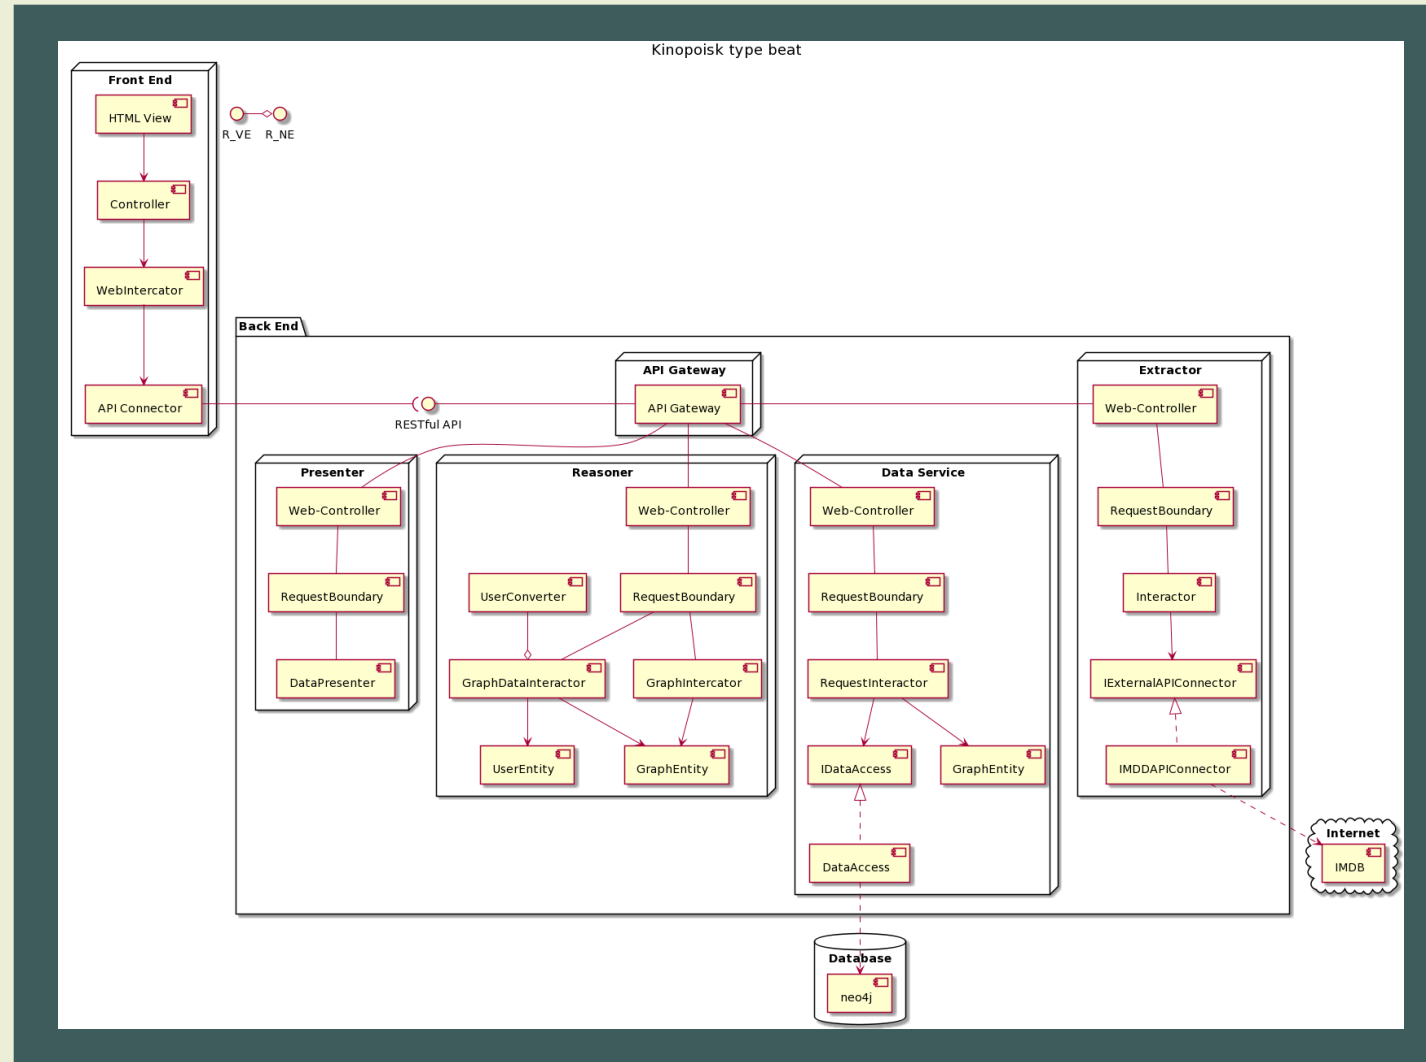 Kinopoisk type beat
Front End
HTML View
Controller
WebIntercator
API Connector
R_VE
R_NE
Back End
RESTful API
API Gateway
API Gateway
Extractor
Web-Controller
RequestBoundary
Interactor
IExternalAPIConnector
IMDDAPIConnector
Presenter
Web-Controller
RequestBoundary
DataPresenter
Reasoner
Web-Controller
UserConverter
RequestBoundary
GraphDataInteractor
GraphIntercator
UserEntity
GraphEntity
Data Service
Web-Controller
RequestBoundary
RequestInteractor
IDataAccess
GraphEntity
DataAccess
Internet
IMDB
Database
neo4j